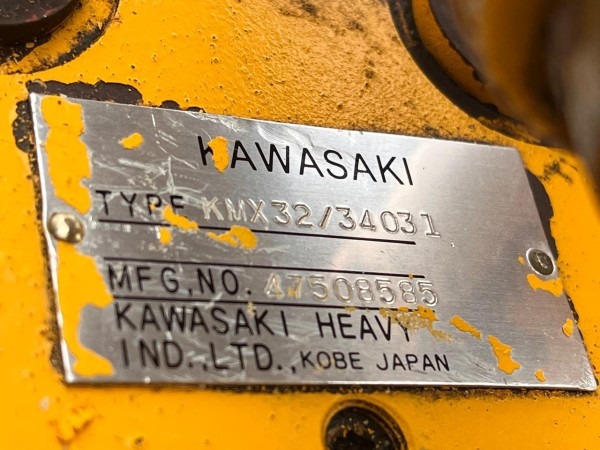 KAWASAKI
TYPE KMX32/34031
MFG.NO. 47508585
KAWASAKI HEAVY
IND.,LTD., KOBE JAPAN